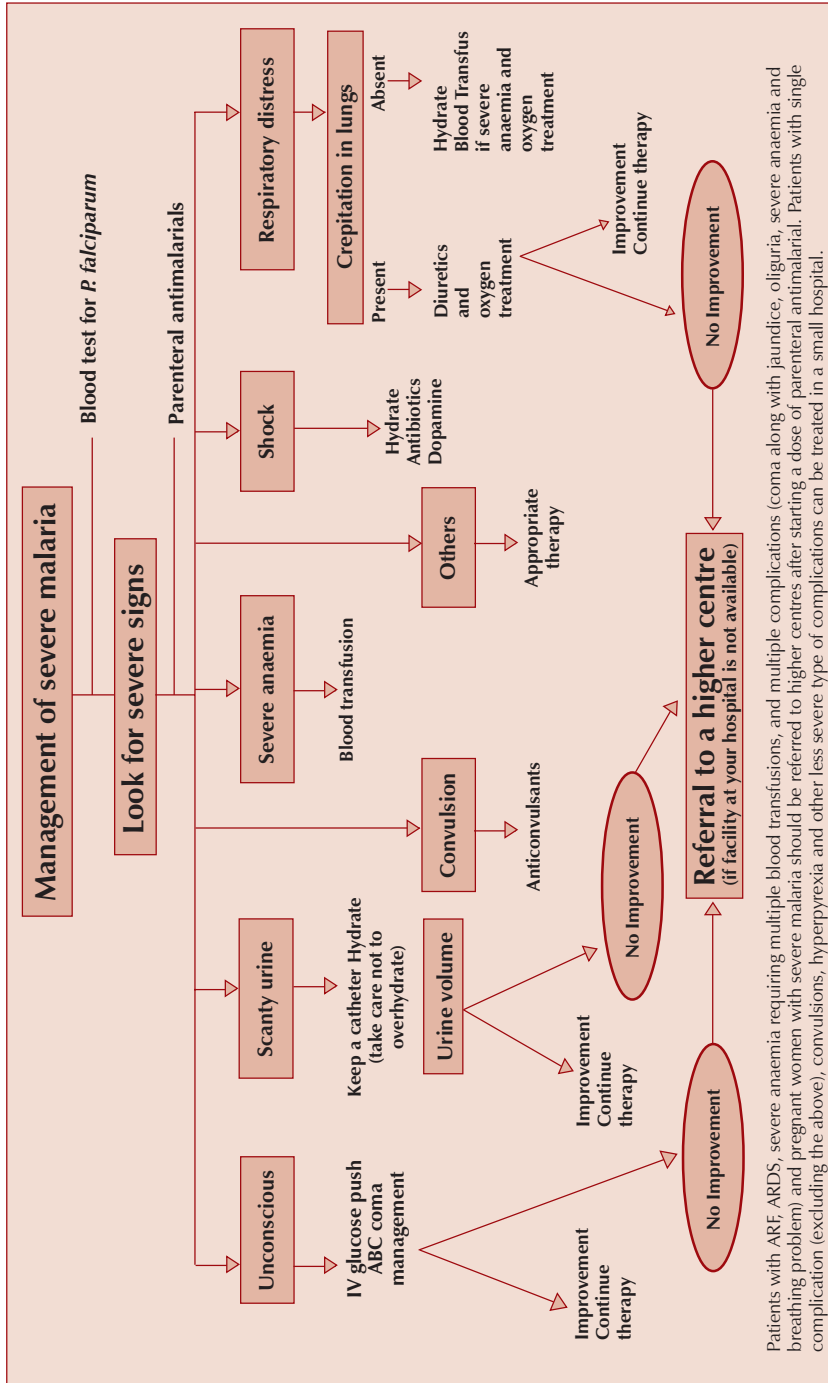 Management of severe malaria
Blood test for P. falciparum
Look for severe signs
Parenteral antimalarials
Unconscious
IV glucose push
ABC coma
management
Improvement
Continue
therapy
No Improvement
Scanty urine
Keep a catheter Hydrate
(take care not to
overhydrate)
Urine volume
Improvement
Continue
therapy
No Improvement
Convulsion
Anticonvulsants
Severe anaemia
Blood transfusion
Others
Appropriate
therapy
Shock
Hydrate
Antibiotics
Dopamine
Respiratory distress
Crepitation in lungs
Present
Diuretics
and
oxygen
treatment
Absent
Hydrate
Blood Transfus
if severe
anaemia and
oxygen
treatment
Improvement
Continue therapy
No Improvement
Referral to a higher centre
(if facility at your hospital is not available)
Patients with ARF, ARDS, severe anaemia requiring multiple blood transfusions, and multiple complications (coma along with jaundice, oliguria, severe anaemia and
breathing problem) and pregnant women with severe malaria should be referred to higher centres after starting a dose of parenteral antimalarial. Patients with single
complication (excluding the above), convulsions, hyperpyrexia and other less severe type of complications can be treated in a small hospital.